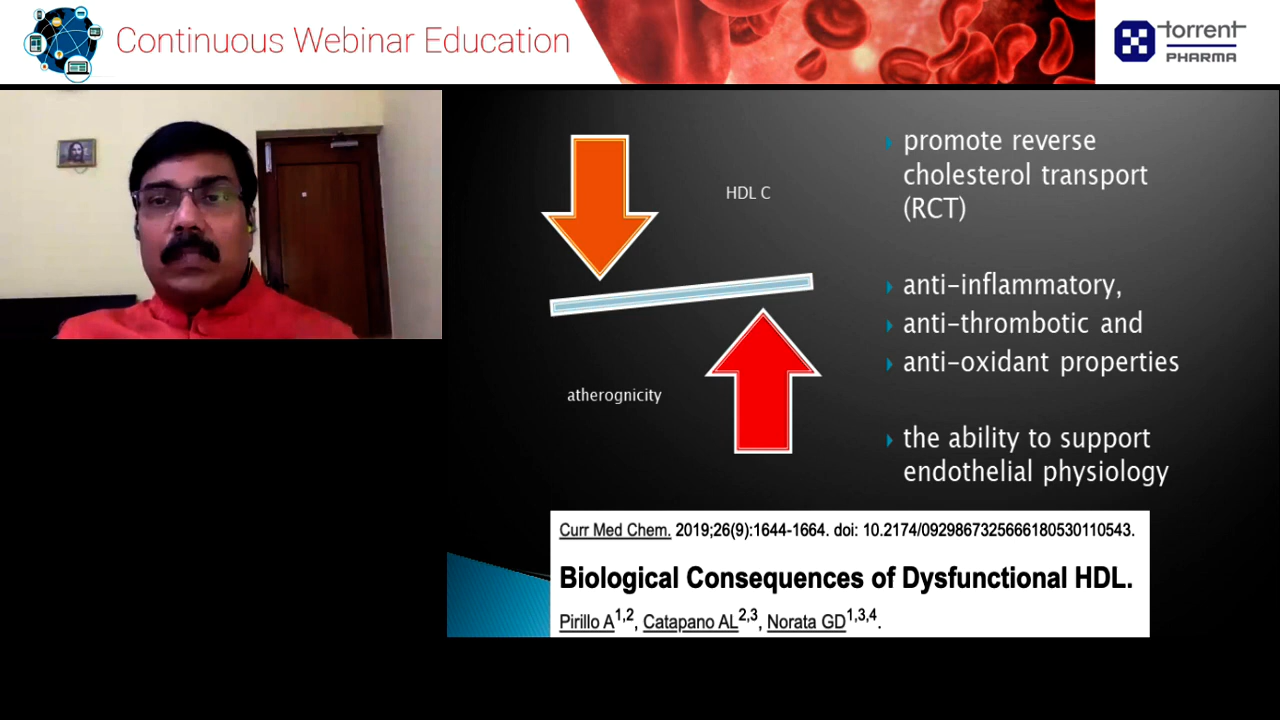 Continuous Webinar Education
torrent
PHARMA
HDL C
atherognicity
promote reverse
cholesterol transport
(RCT)
anti-inflammatory,
anti-thrombotic and
anti-oxidant properties
the ability to support
endothelial physiology
Curr Med Chem. 2019;26(9):1644-1664. doi: 10.2174/0929867325666180530110543.
Biological Consequences of Dysfunctional HDL.
Pirillo A1,2, Catapano AL2,3, Norata GD1,3,4.